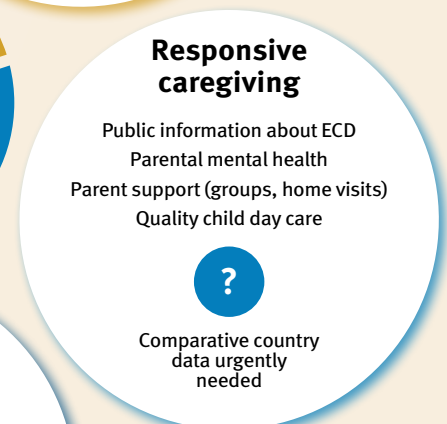 Responsive
caregiving
Public information about ECD
Parental mental health
Parent support (groups, home visits)
Quality child day care
?
Comparative country
data urgently
needed